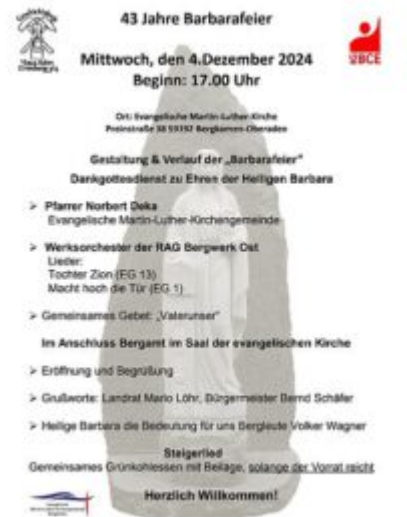 43 Jahre Barbarafeier
IGBCE
Mittwoch, den 4.Dezember 2024
Beginn: 17.00 Uhr
Ort: Evangelische Martin-Luther-Kirche
Preinstraße 38 59192 Bergkamen-Oberaden
Gestaltung & Verlauf der „Barbarafeier"
Dankgottesdienst zu Ehren der Heiligen Barbara
➢ Pfarrer Norbert Deka
Evangelische Martin-Luther-Kirchengemeinde
➢ Werksorchester der RAG Bergwerk Ost
Lieder:
Tochter Zion (EG 13)
Macht hoch die Tür (EG 1)
➢ Gemeinsames Gebet: „Vaterunser"
Im Anschluss Bergamt im Saal der evangelischen Kirche
➢ Eröffnung und Begrüßung
➢ Grußworte: Landrat Mario Löhr, Bürgermeister Bernd Schäfer
➢ Heilige Barbara die Bedeutung für uns Bergleute Volker Wagner
Steigerlied
Gemeinsames Grünkohlessen mit Beilage, solange der Vorrat reicht
Herzlich Willkommen!